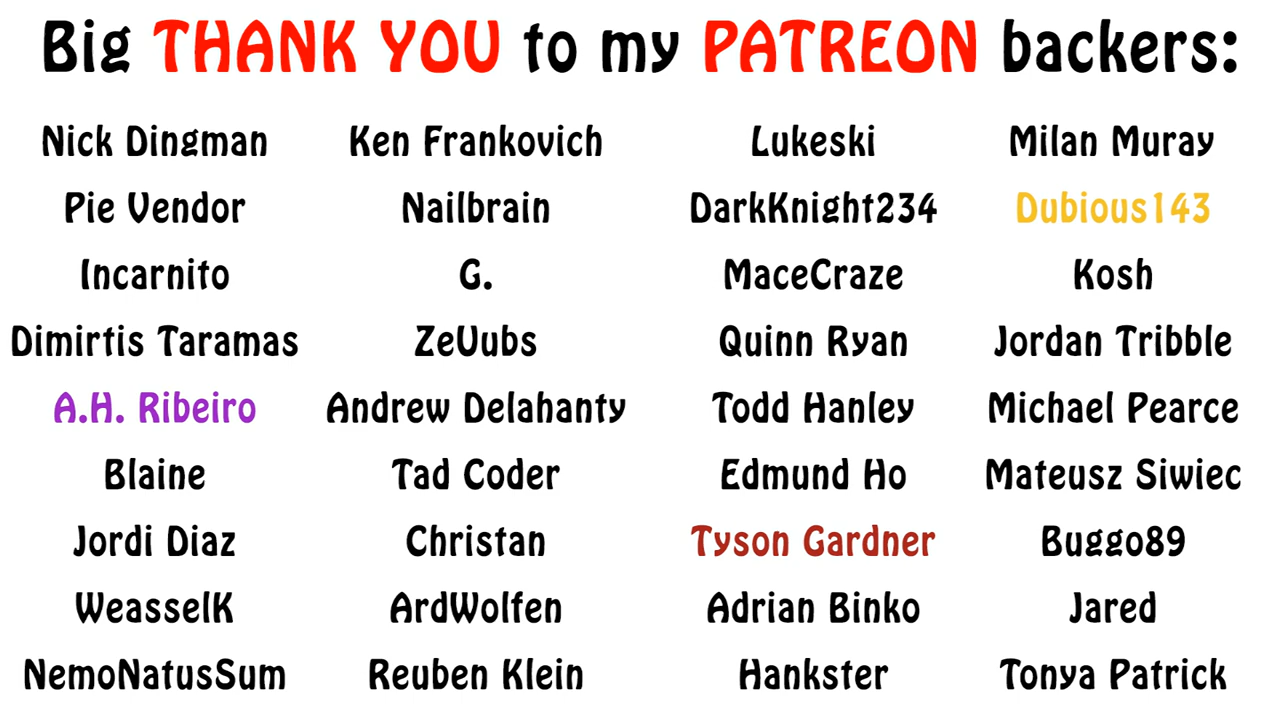 Big THANK YOU to my PATREON backers:
Nick Dingman Ken Frankovich Lukeski Milan Muray
Pie Vendor Nailbrain DarkKnight234 Dubious143
Incarnito G. MaceCraze Kosh
Dimirtis Taramas ZeVubs Quinn Ryan Jordan Tribble
A.H. Ribeiro Andrew Delahanty Todd Hanley Michael Pearce
Blaine Tad Coder Edmund Ho Mateusz Siwiec
Jordi Diaz Christan Tyson Gardner Buggo89
WeasselK ArdWolfen Adrian Binko Jared
NemoNatusSum Reuben Klein Hankster Tonya Patrick